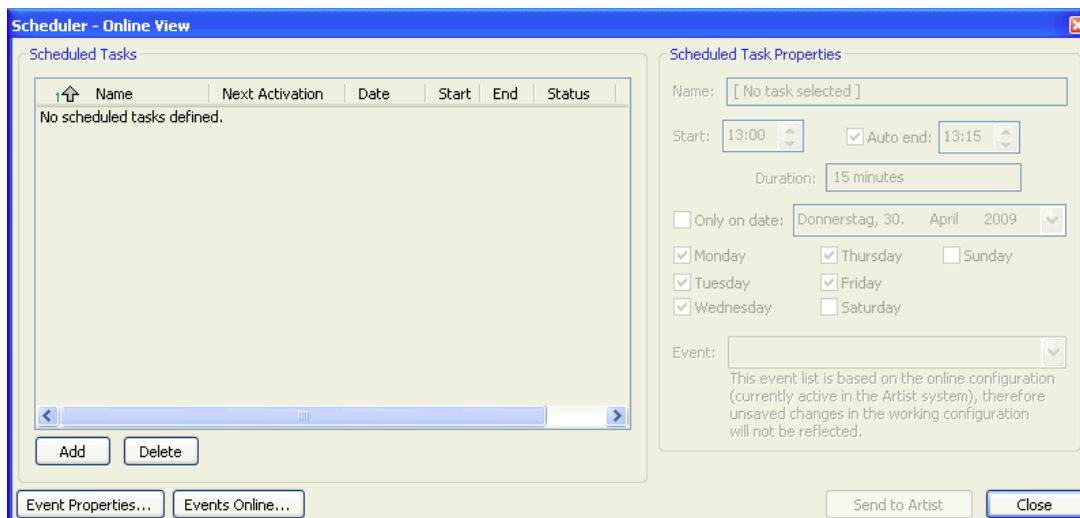 Scheduler - Online View
Scheduled Tasks
1 Name Next Activation Date Start End Status
No scheduled tasks defined.
Add Delete
Event Properties... Events Online...
Scheduled Task Properties
Name: [ No task selected ]
Start: 13:00 Auto end: 13:15
Duration: 15 minutes
Only on date: Donnerstag, 30. April 2009
Monday Thursday Sunday
Tuesday Friday
Wednesday Saturday
Event:
This event list is based on the online configuration
(currently active in the Artist system), therefore
unsaved changes in the working configuration
will not be reflected.
Send to Artist Close